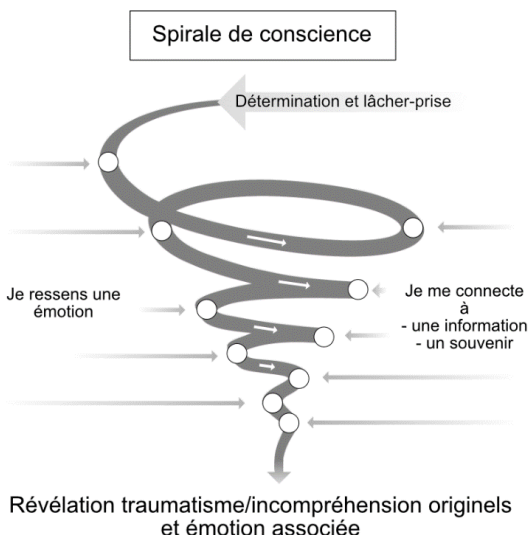 Spirale de conscience
Détermination et lâcher-prise
Je ressens une
émotion
Je me connecte
à
- une information
- un souvenir
Révélation traumatisme/incompréhension originels
et émotion associée